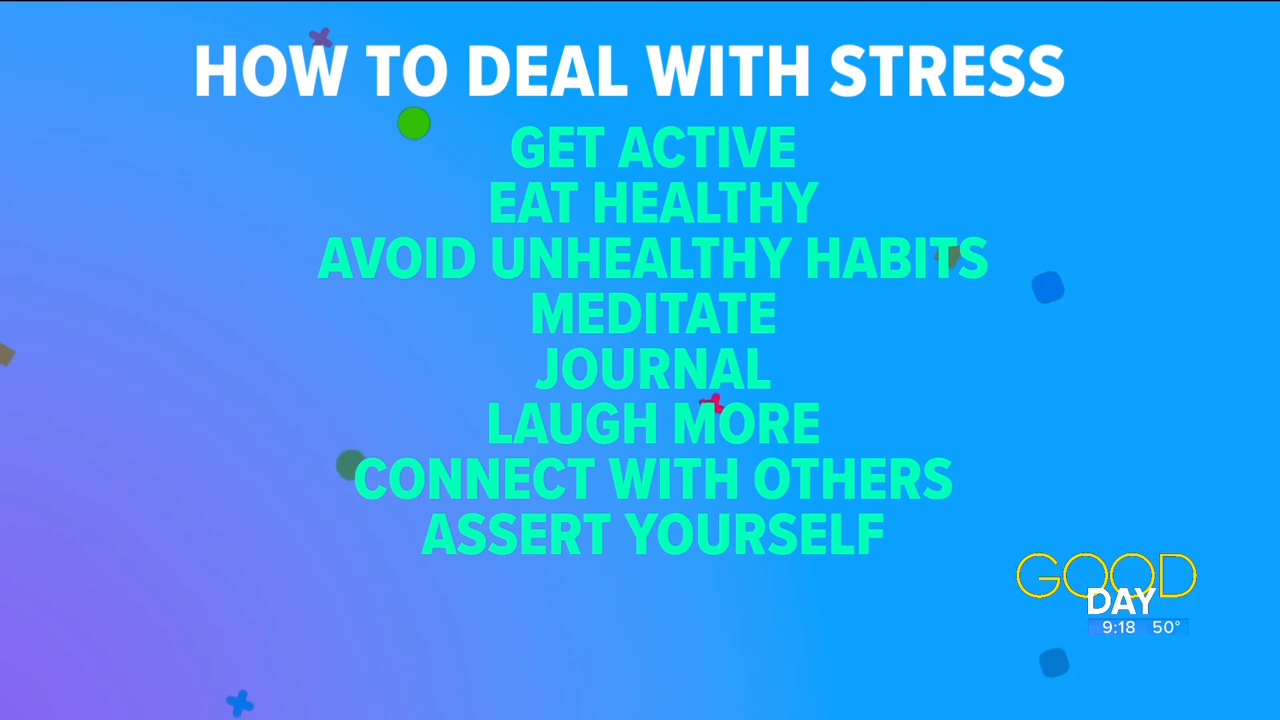 HOW TO DEAL WITH STRESS
GET ACTIVE
EAT HEALTHY
AVOID UNHEALTHY HABITS
MEDITATE
JOURNAL
LAUGH MORE
CONNECT WITH OTHERS
ASSERT YOURSELF
GOOD
DAY
9:18 50°